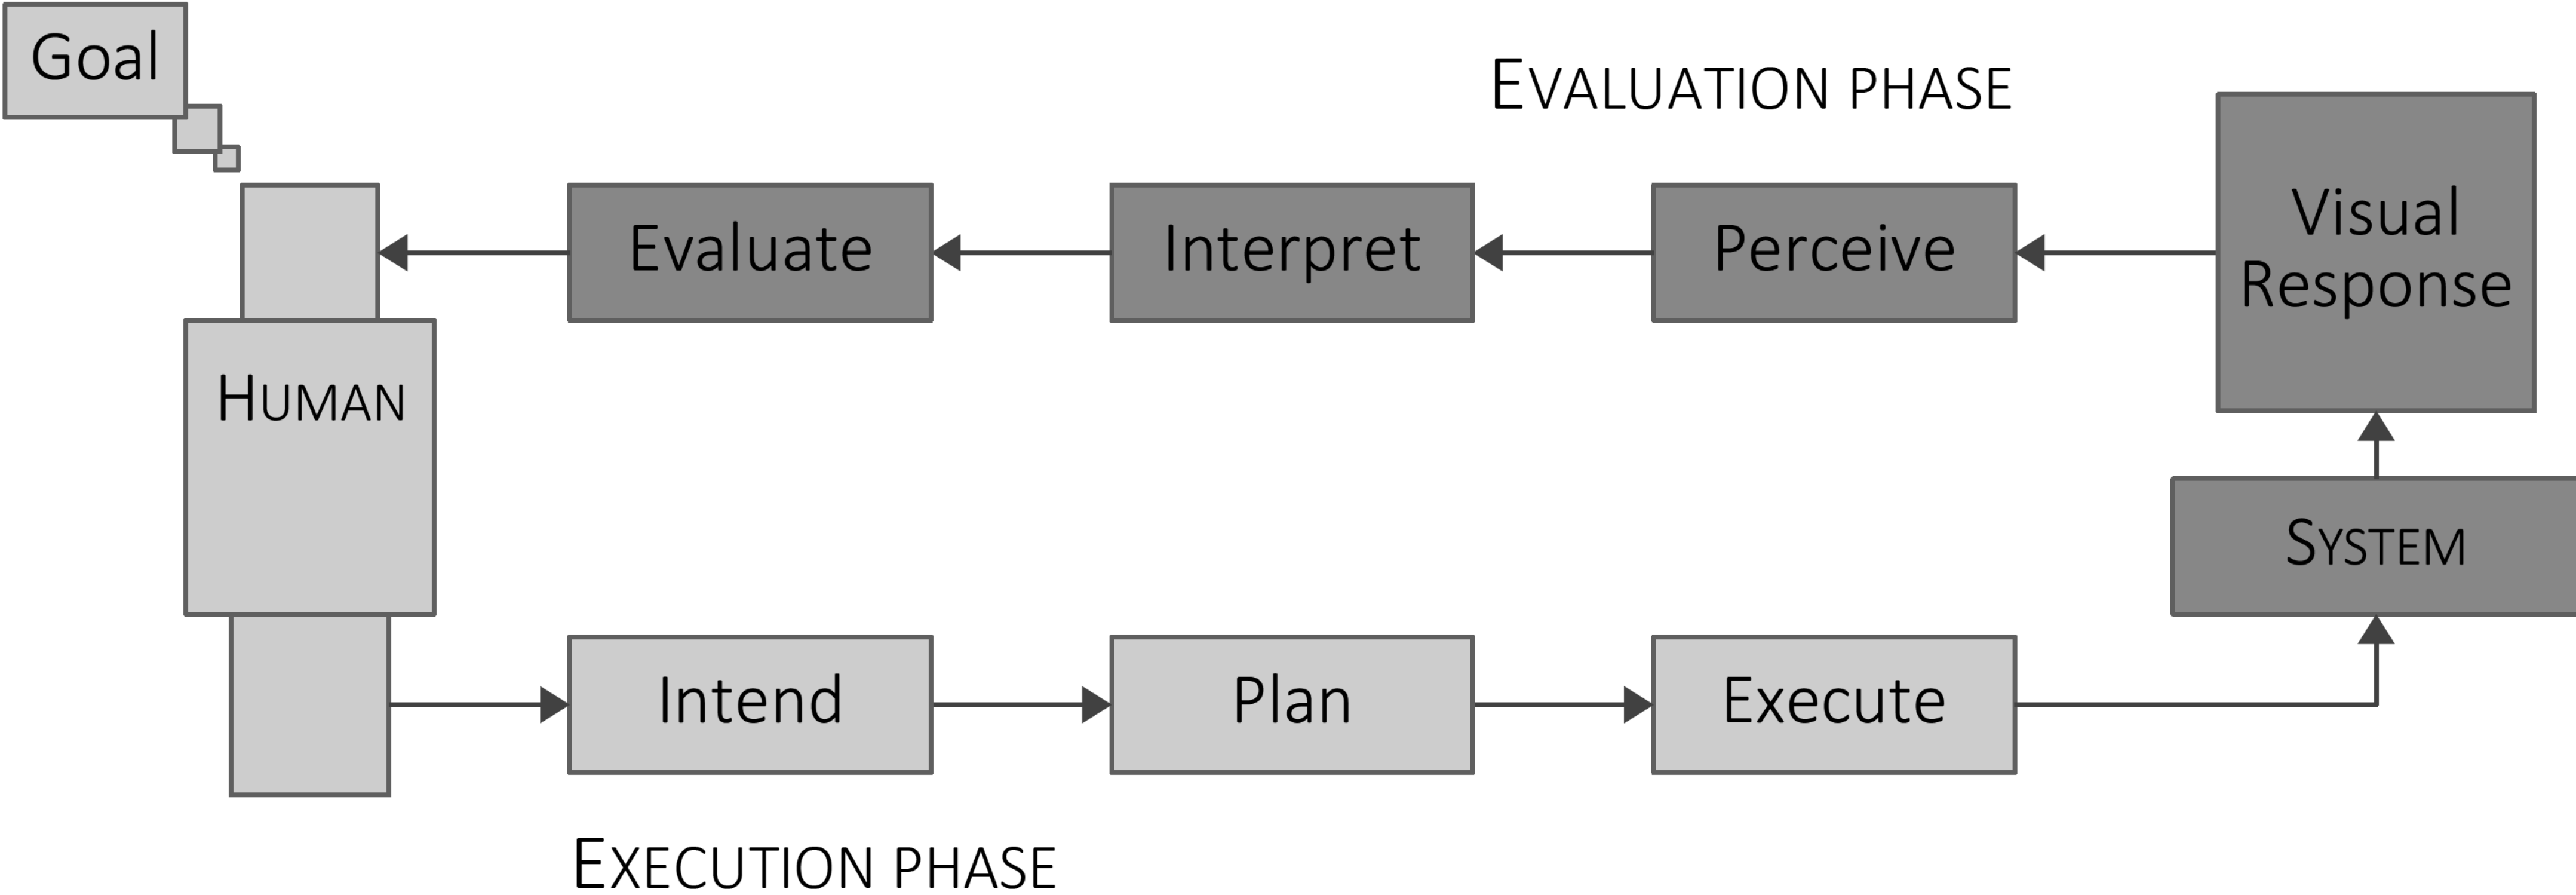 Goal
EVALUATION PHASE
Evaluate
Interpret
Perceive
Visual
Response
HUMAN
SYSTEM
Intend
Plan
Execute
EXECUTION PHASE